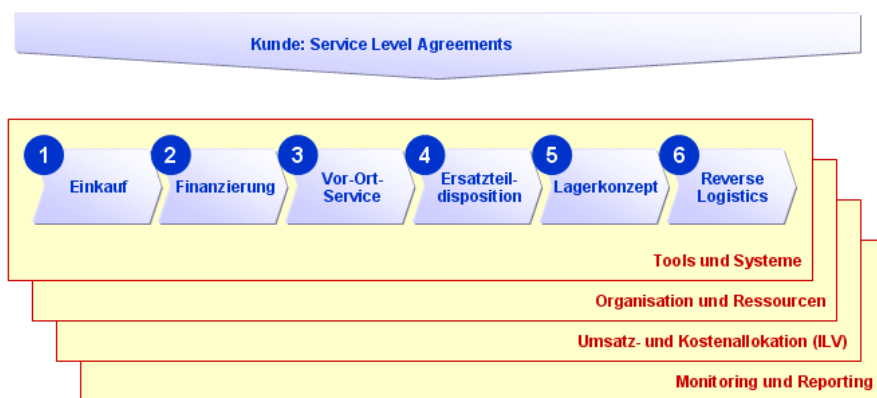 Kunde: Service Level Agreements
1
2
3
4
5
6
Einkauf
Finanzierung
Vor-Ort-
Service
Ersatzteil-
disposition
Lagerkonzept
Reverse
Logistics
Tools und Systeme
Organisation und Ressourcen
Umsatz- und Kostenallokation (ILV)
Monitoring und Reporting